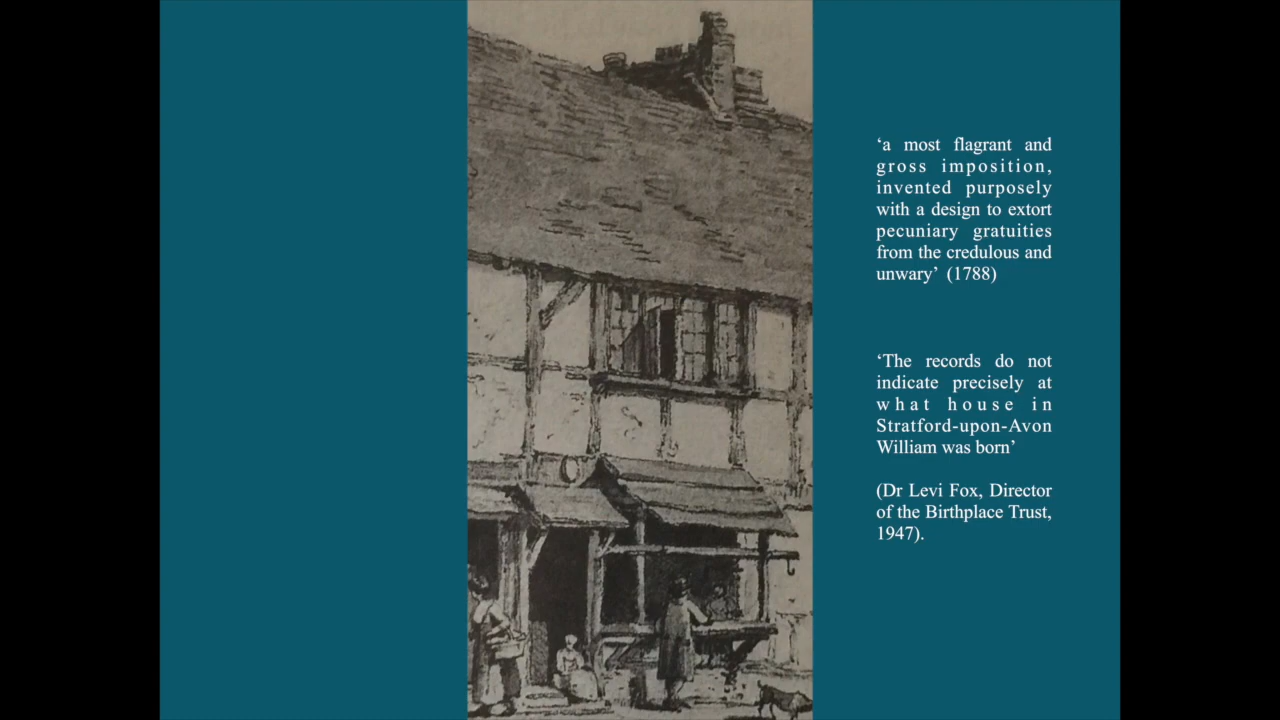 ‘a most flagrant and
gross imposition,
invented purposely
with a design to extort
pecuniary gratuities
from the credulous and
unwary’ (1788)
‘The records do not
indicate precisely at
what house in
Stratford-upon-Avon
William was born’
(Dr Levi Fox, Director
of the Birthplace Trust,
1947).